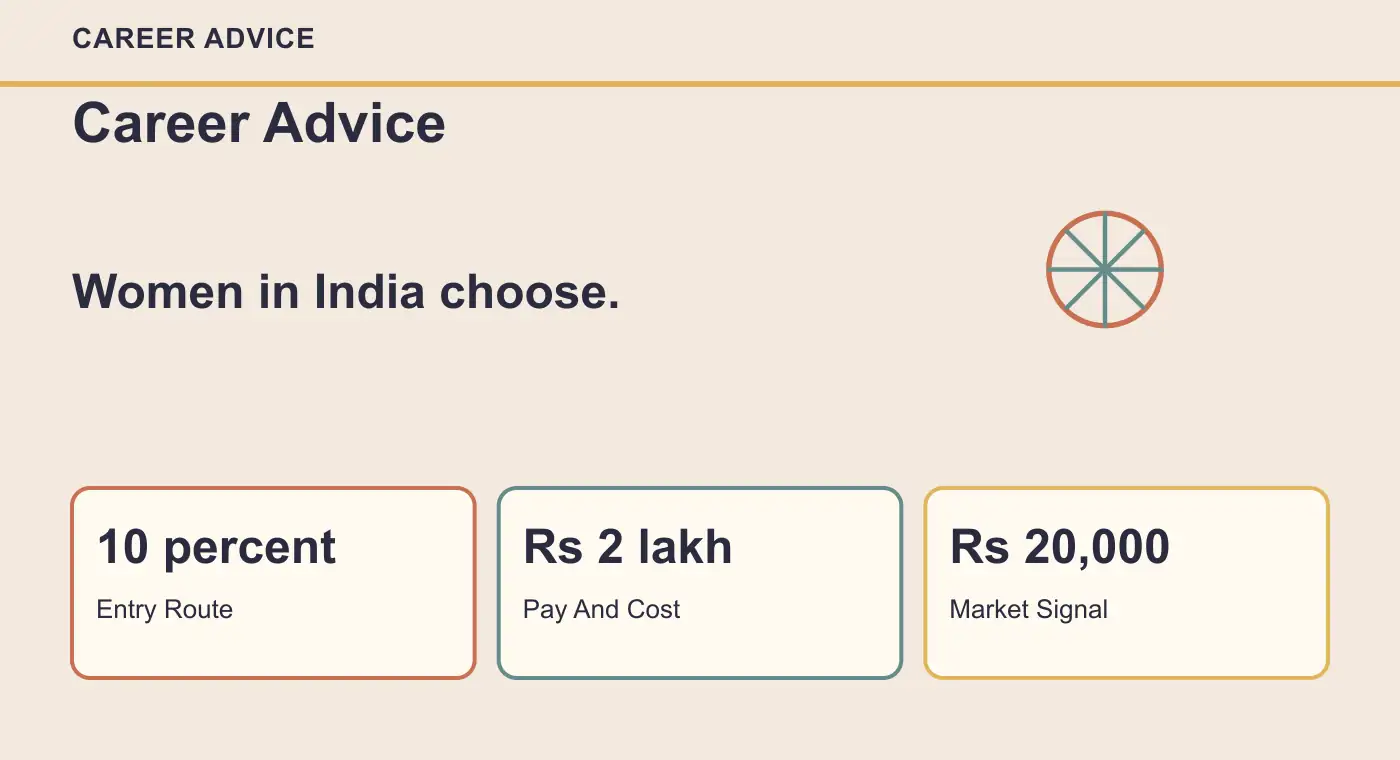 CAREER ADVICE
Career Advice
Women in India choose.
10 percent
Entry Route
Rs 2 lakh
Pay And Cost
Rs 20,000
Market Signal